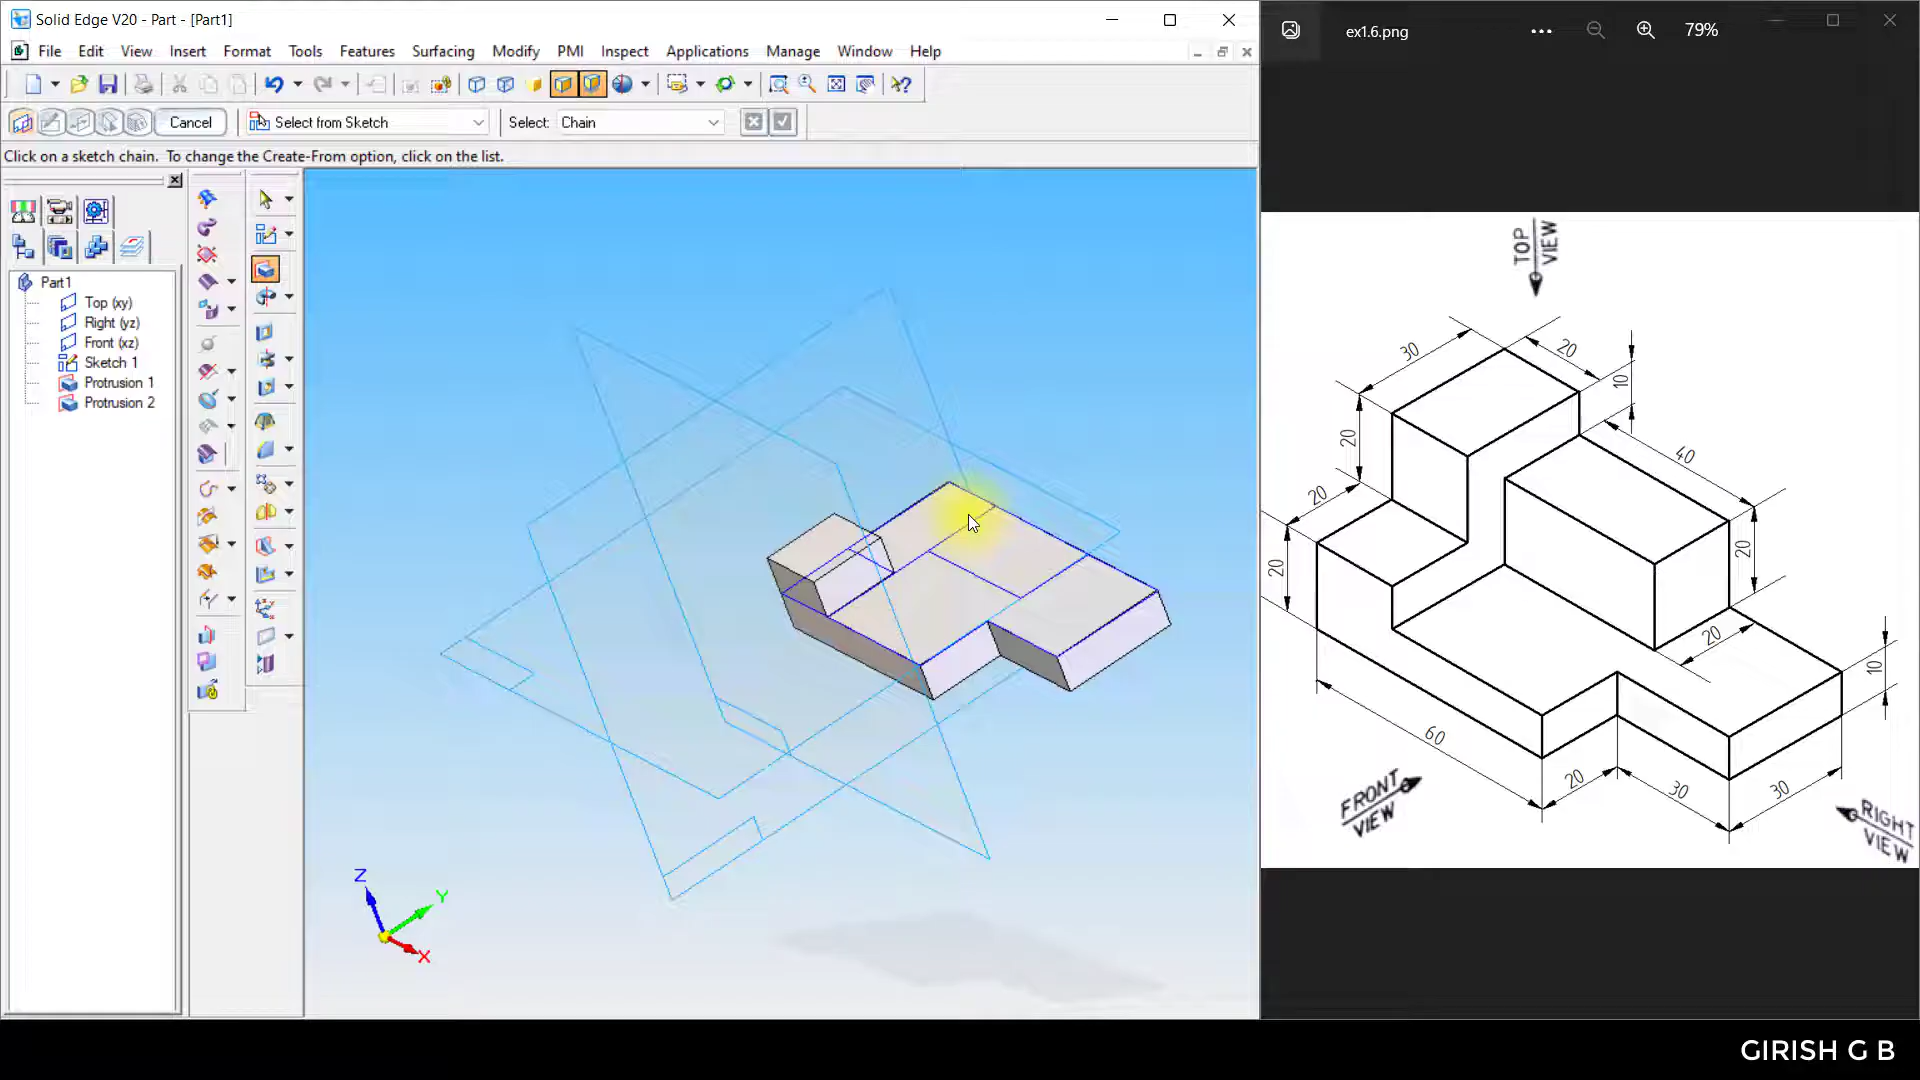 Solid Edge V20 - Part - [Part1]
File Edit View Insert Format Tools Features Surfacing Modify PMI Inspect Applications Manage Window Help
Cancel Select from Sketch Select: Chain
Click on a sketch chain. To change the Create-From option, click on the list.
Part1
Top (xy)
Right (yz)
Front (xz)
Sketch 1
Protrusion 1
Protrusion 2
Z
Y
X
ex1.6.png
79%
TOP
VIEW
30
20
10
20
40
20
20
20
20
10
60
20
30
30
FRONT
VIEW
RIGHT
VIEW
GIRISH G B